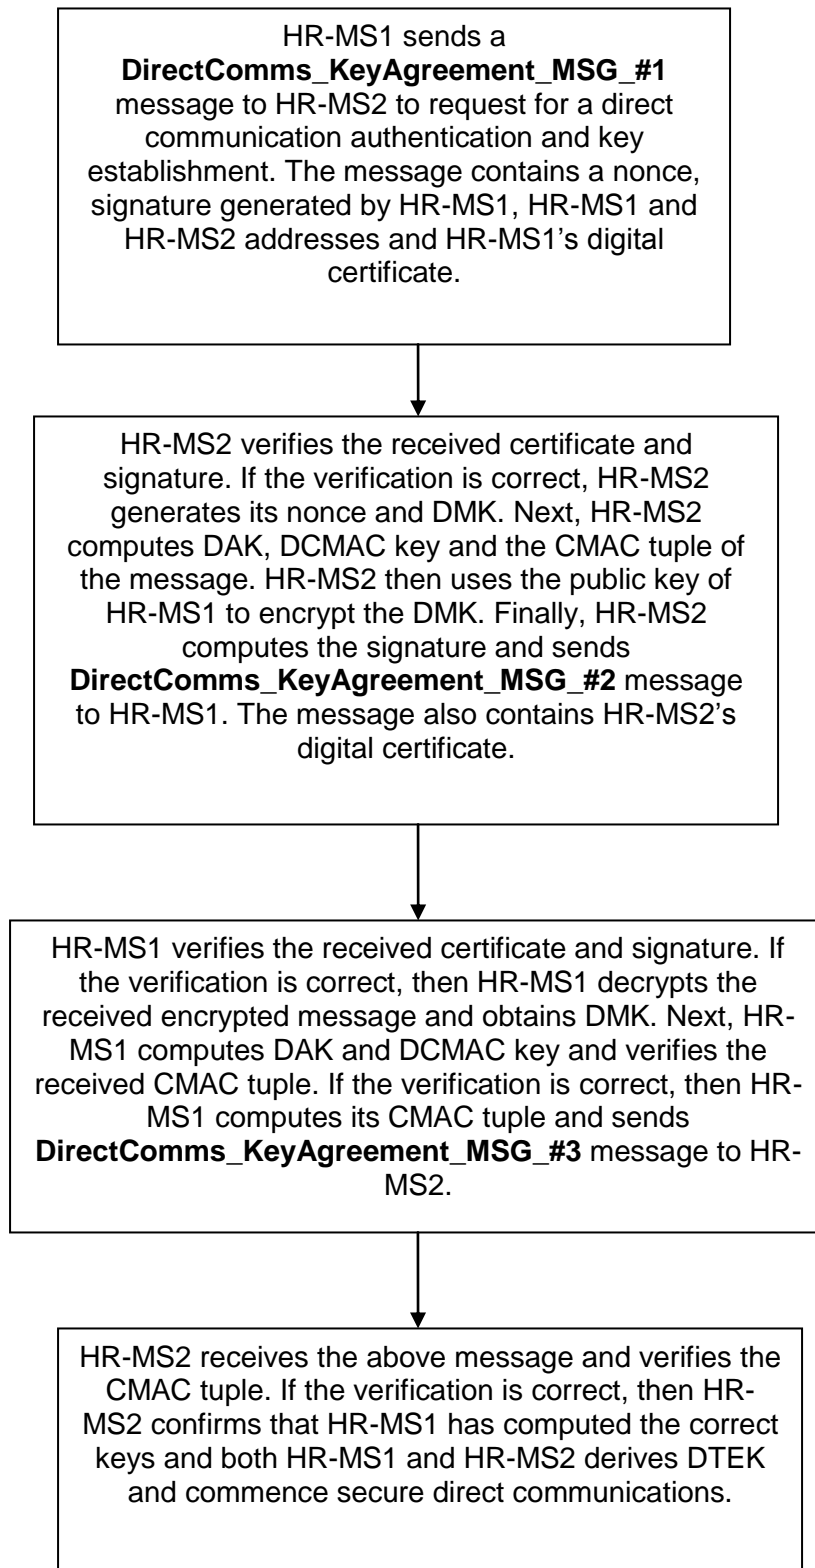 HR-MS1 sends a
DirectComms_KeyAgreement_MSG_#1
message to HR-MS2 to request for a direct
communication authentication and key
establishment. The message contains a nonce,
signature generated by HR-MS1, HR-MS1 and
HR-MS2 addresses and HR-MS1’s digital
certificate.
HR-MS2 verifies the received certificate and
signature. If the verification is correct, HR-MS2
generates its nonce and DMK. Next, HR-MS2
computes DAK, DCMAC key and the CMAC tuple of
the message. HR-MS2 then uses the public key of
HR-MS1 to encrypt the DMK. Finally, HR-MS2
computes the signature and sends
DirectComms_KeyAgreement_MSG_#2 message
to HR-MS1. The message also contains HR-MS2’s
digital certificate.
HR-MS1 verifies the received certificate and signature. If
the verification is correct, then HR-MS1 decrypts the
received encrypted message and obtains DMK. Next, HR-
MS1 computes DAK and DCMAC key and verifies the
received CMAC tuple. If the verification is correct, then HR-
MS1 computes its CMAC tuple and sends
DirectComms_KeyAgreement_MSG_#3 message to HR-
MS2.
HR-MS2 receives the above message and verifies the
CMAC tuple. If the verification is correct, then HR-
MS2 confirms that HR-MS1 has computed the correct
keys and both HR-MS1 and HR-MS2 derives DTEK
and commence secure direct communications.